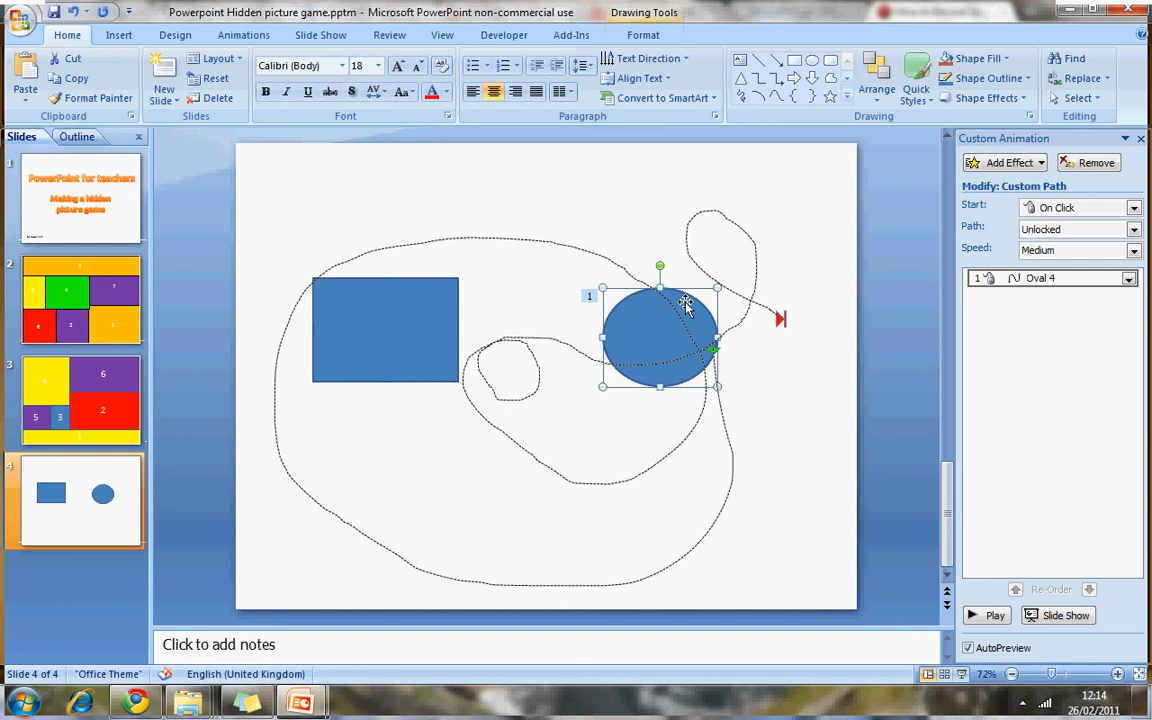 Powerpoint Hidden picture game.pptm - Microsoft PowerPoint non-commercial use
Drawing Tools
Home
Insert
Design
Animations
Slide Show
Review
View
Developer
Add-Ins
Format
Paste
Cut
Copy
Format Painter
Clipboard
New Slide
Layout
Reset
Delete
Slides
Calibri (Body)
18
Font
Text Direction
Align Text
Convert to SmartArt
Paragraph
Arrange
Quick Styles
Shape Fill
Shape Outline
Shape Effects
Drawing
Find
Replace
Select
Editing
Slides
Outline
1
PowerPoint for teachers
Making a hidden
picture game
2
3
4
6
5
3
2
4
1
Custom Animation
Add Effect
Remove
Modify: Custom Path
Start:
On Click
Path:
Unlocked
Speed:
Medium
1
Oval 4
Re-Order
Play
Slide Show
AutoPreview
Click to add notes
Slide 4 of 4
"Office Theme"
English (United Kingdom)
72%
12:14
26/02/2011